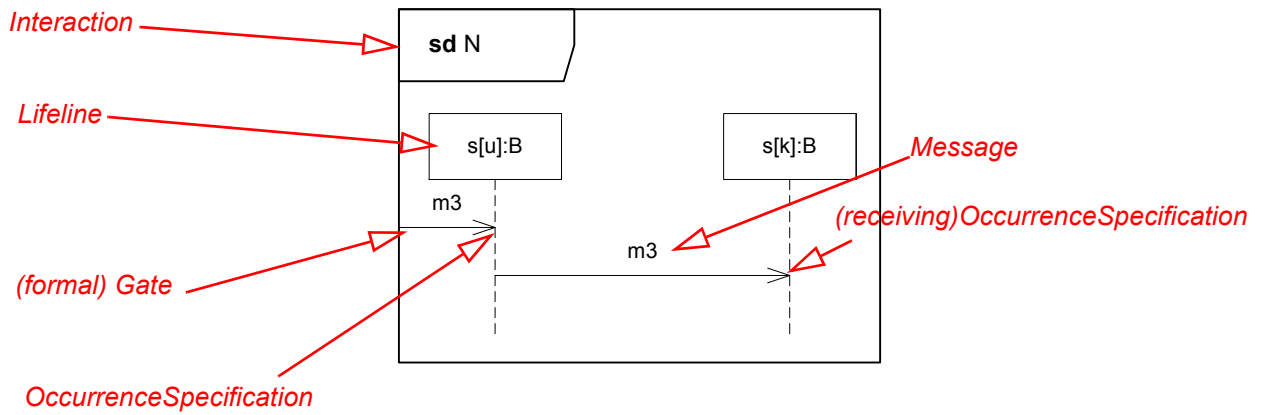 Interaction
sd N
Lifeline
s[u]:B
s[k]:B
Message
m3
(receiving)OccurrenceSpecification
m3
(formal) Gate
OccurrenceSpecification